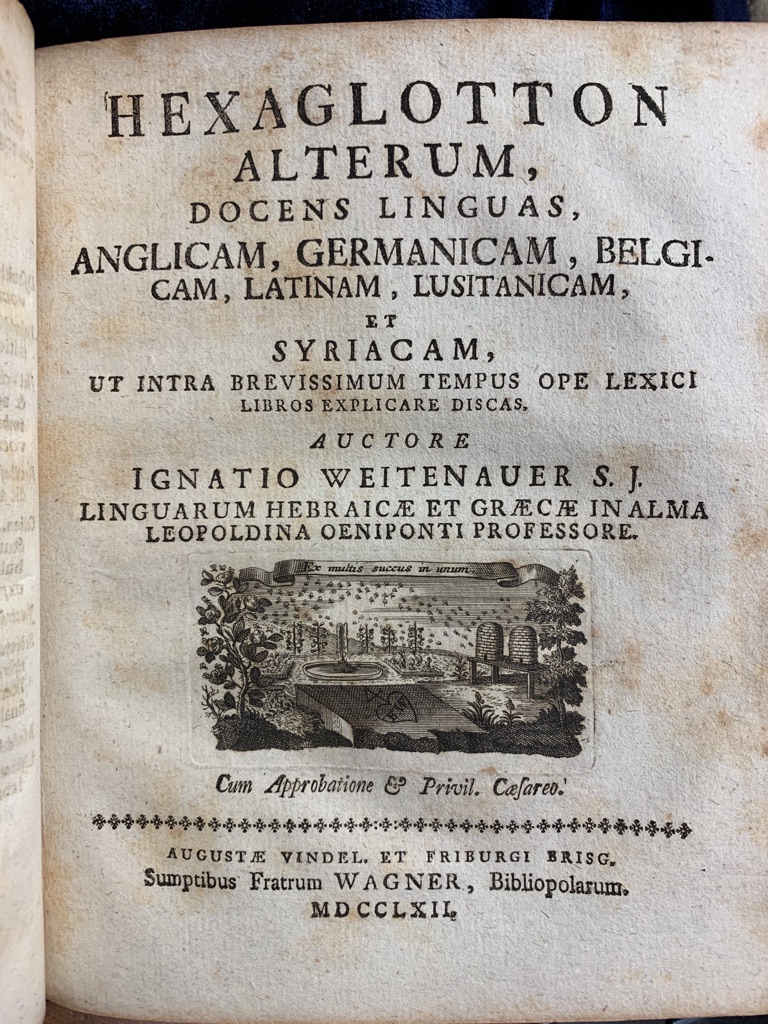 HEXAGLOTTON
ALTERUM,
DOCENS LINGUAS,
ANGLICAM, GERMANICAM, BELGI-
CAM, LATINAM, LUSITANICAM,
ET
SYRIACAM,
UT INTRA BREVISSIMUM TEMPUS OPE LEXICI
LIBROS EXPLICARE DISCAS.
AUCTORE
IGNATIO WEITENAUER S. J.
LINGUARUM HEBRAICÆ ET GRÆCÆ IN ALMA
LEOPOLDINA OENIPONTI PROFESSORE.
Ex multis succus in unum.
Cum Approbatione & Privil. Cæſareo.
AUGUSTÆ VINDEL. ET FRIBURGI BRISG.
Sumptibus Fratrum WAGNER, Bibliopolarum.
MDCCLXII.